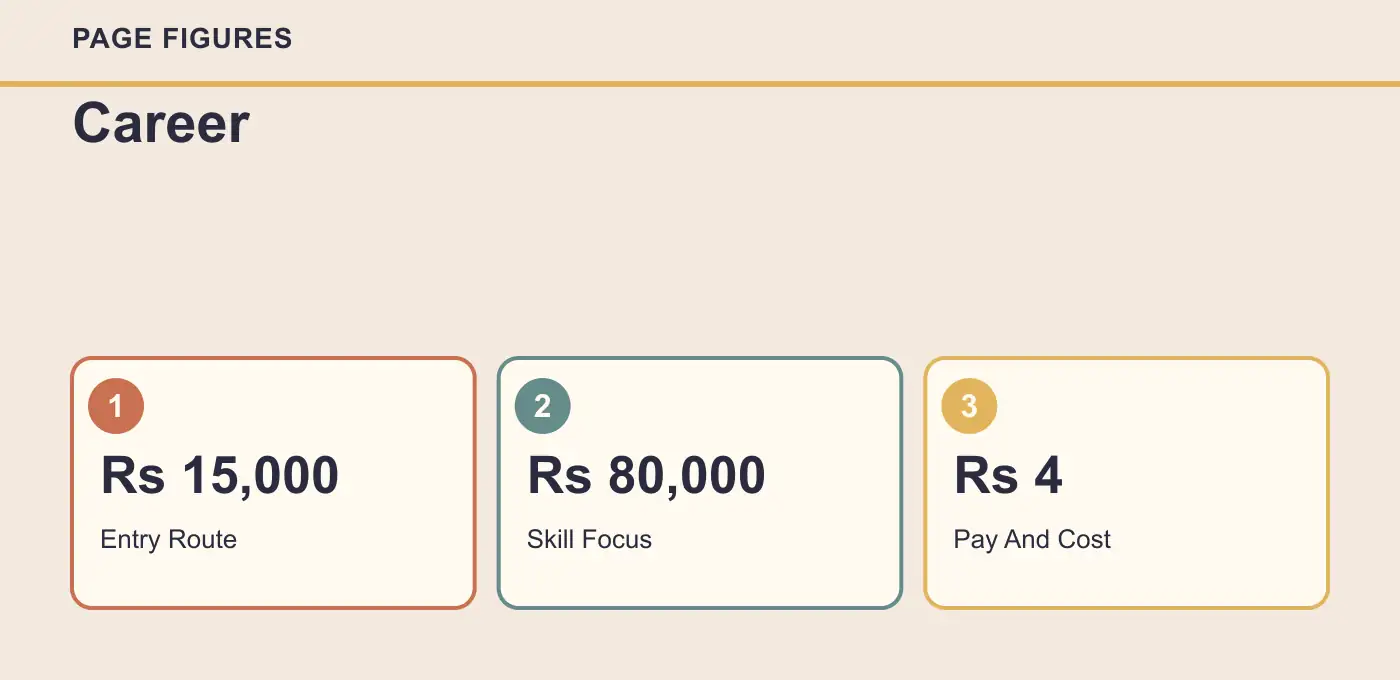 PAGE FIGURES
Career
1
Rs 15,000
Entry Route
2
Rs 80,000
Skill Focus
3
Rs 4
Pay And Cost